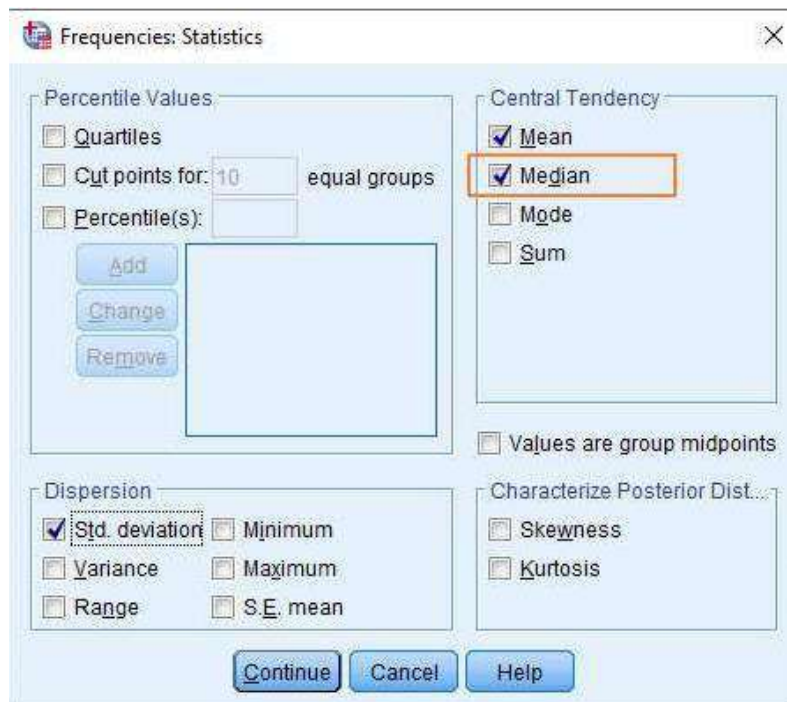 Frequencies: Statistics
Percentile Values
Quartiles
Cut points for: 10 equal groups
Percentile(s):
Add
Change
Remove
Central Tendency
Mean
Median
Mode
Sum
Values are group midpoints
Dispersion
Std. deviation Minimum
Variance Maximum
Range S.E. mean
Characterize Posterior Dist...
Skewness
Kurtosis
Continue Cancel Help